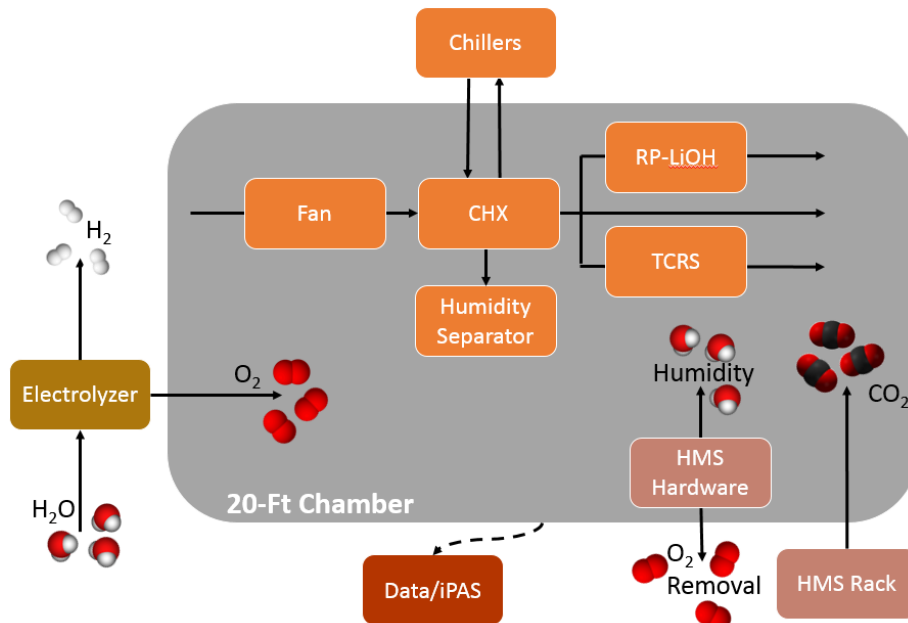 Chillers
RP-LiOH
Fan
CHX
TCRS
Humidity
Separator
H₂
Electrolyzer
O₂
H₂O
Humidity
CO₂
HMS
Hardware
20-Ft Chamber
O₂
Removal
Data/iPAS
HMS Rack